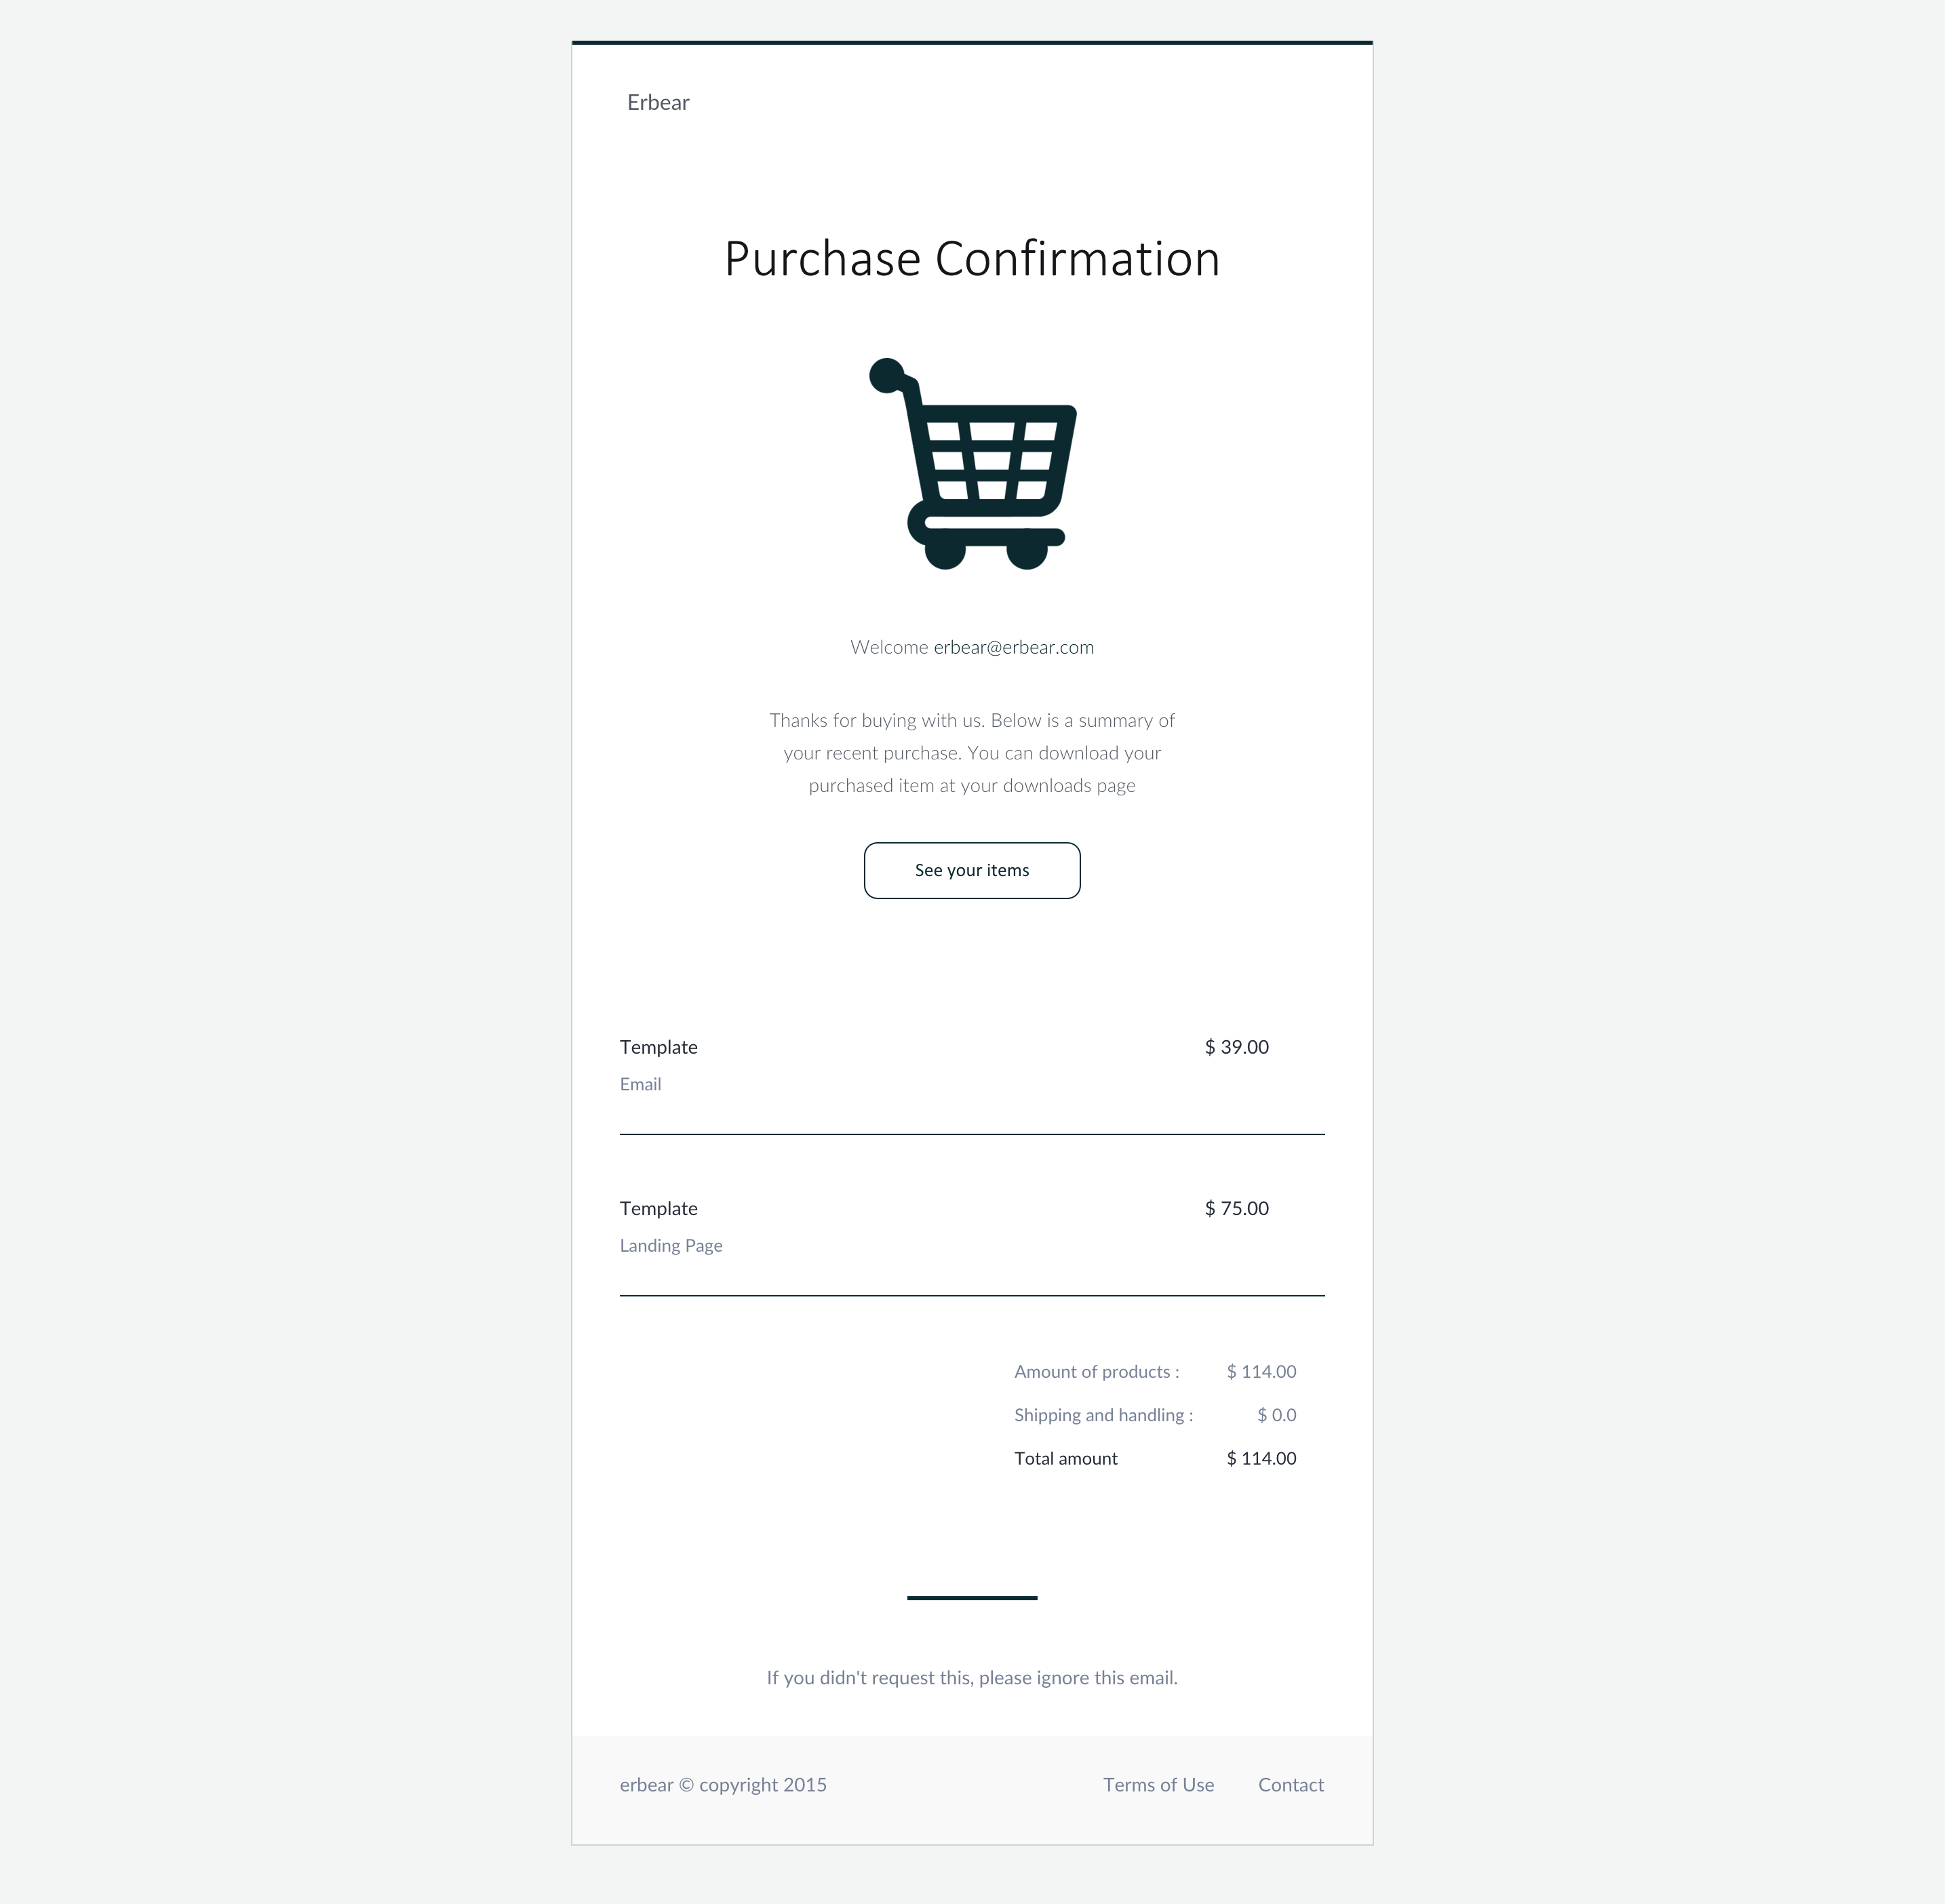 Erbear
Purchase Confirmation
Welcome erbear@erbear.com
Thanks for buying with us. Below is a summary of
your recent purchase. You can download your
purchased item at your downloads page
See your items
Template $ 39.00
Email
Template $ 75.00
Landing Page
Amount of products : $ 114.00
Shipping and handling : $ 0.0
Total amount $ 114.00
If you didn't request this, please ignore this email.
erbear © copyright 2015 Terms of Use Contact